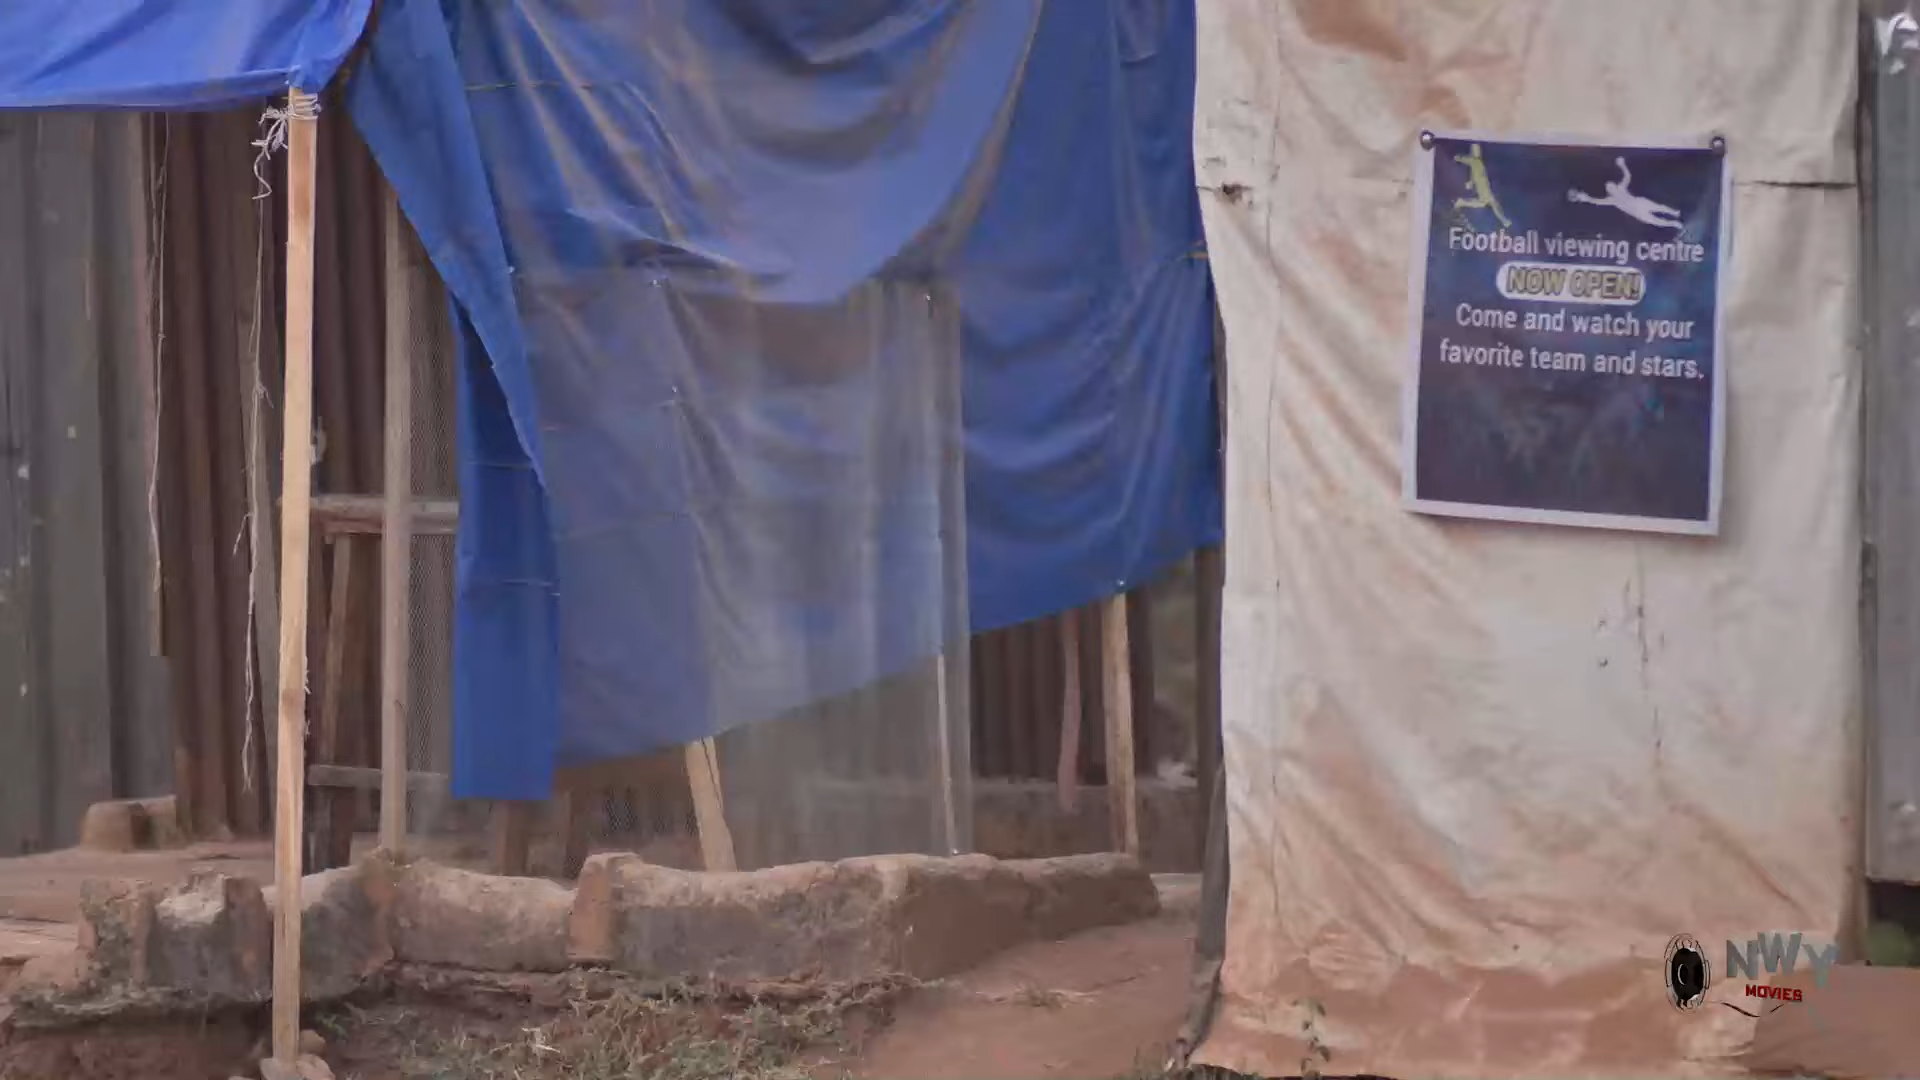 Football viewing centre
NOW OPEN!
Come and watch your
favorite team and stars.
NWY
MOVIES